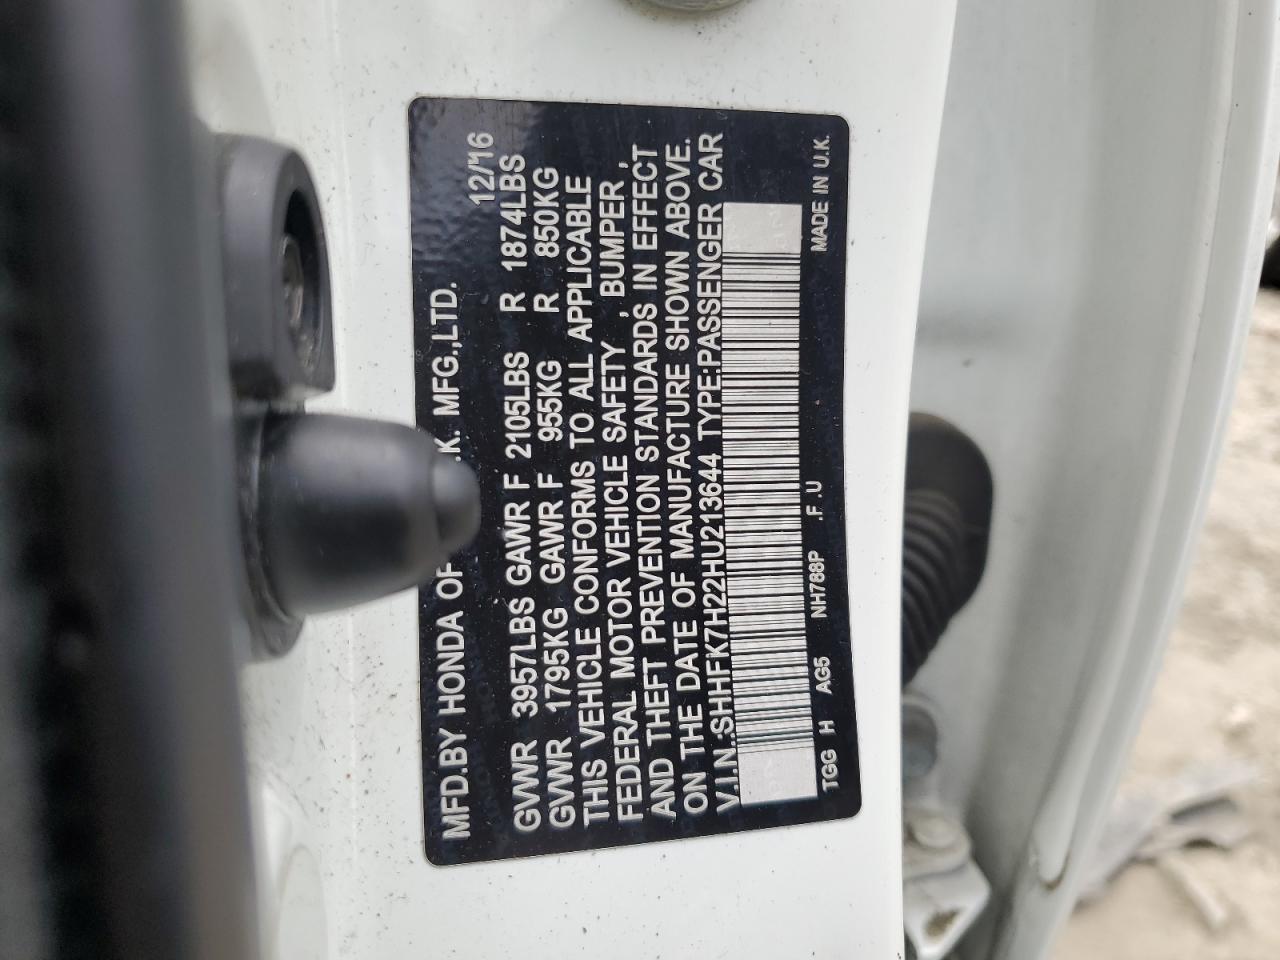 MFD.BY HONDA OF .K. MFG.,LTD. 12/16
GVWR 3957LBS GAWR F 2105LBS R 1874LBS
GVWR 1795KG GAWR F 955KG R 850KG
THIS VEHICLE CONFORMS TO ALL APPLICABLE
FEDERAL MOTOR VEHICLE SAFETY , BUMPER ,
AND THEFT PREVENTION STANDARDS IN EFFECT
ON THE DATE OF MANUFACTURE SHOWN ABOVE.
V.I.N.:SHHFK7H22HU213644 TYPE:PASSENGER CAR
TGG H AG5 NH788P .F .U MADE IN U.K.